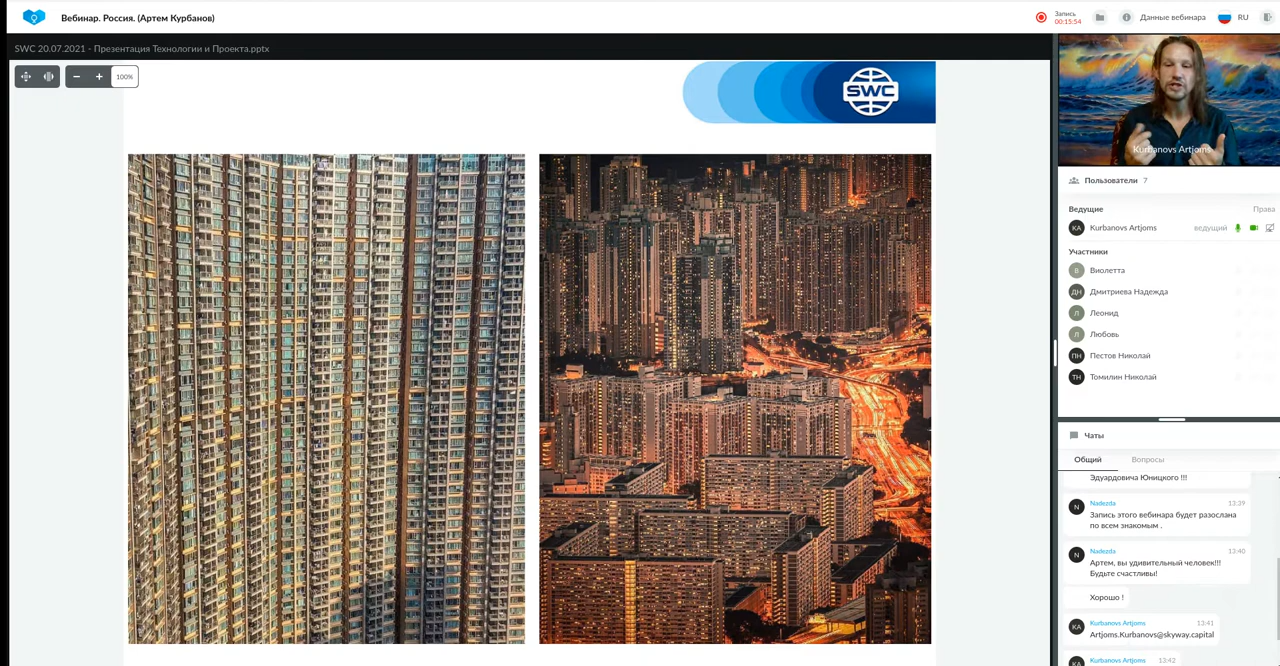 Вебинар. Россия. (Артем Курбанов)
Запись
00:15:54
Данные вебинара
RU
SWC 20.07.2021 - Презентация Технологии и Проекта.pptx
100%
SWC
Kurbanovs Artjoms
Пользователи 7
Ведущие Права
KA Kurbanovs Artjoms ведущий
Участники
В Виолетта
ДН Дмитриева Надежда
Л Леонид
Л Любовь
ПН Пестов Николай
ТН Томилин Николай
Чаты
Общий Вопросы
Эдуардовича Юницкого !!!
N Nadezda 13:39
Запись этого вебинара будет разослана
по всем знакомым .
N Nadezda 13:40
Артем, вы удивительный человек!!!
Будьте счастливы!
Хорошо !
KA Kurbanovs Artjoms 13:41
Artjoms.Kurbanovs@skyway.capital
KA Kurbanovs Artjoms 13:42